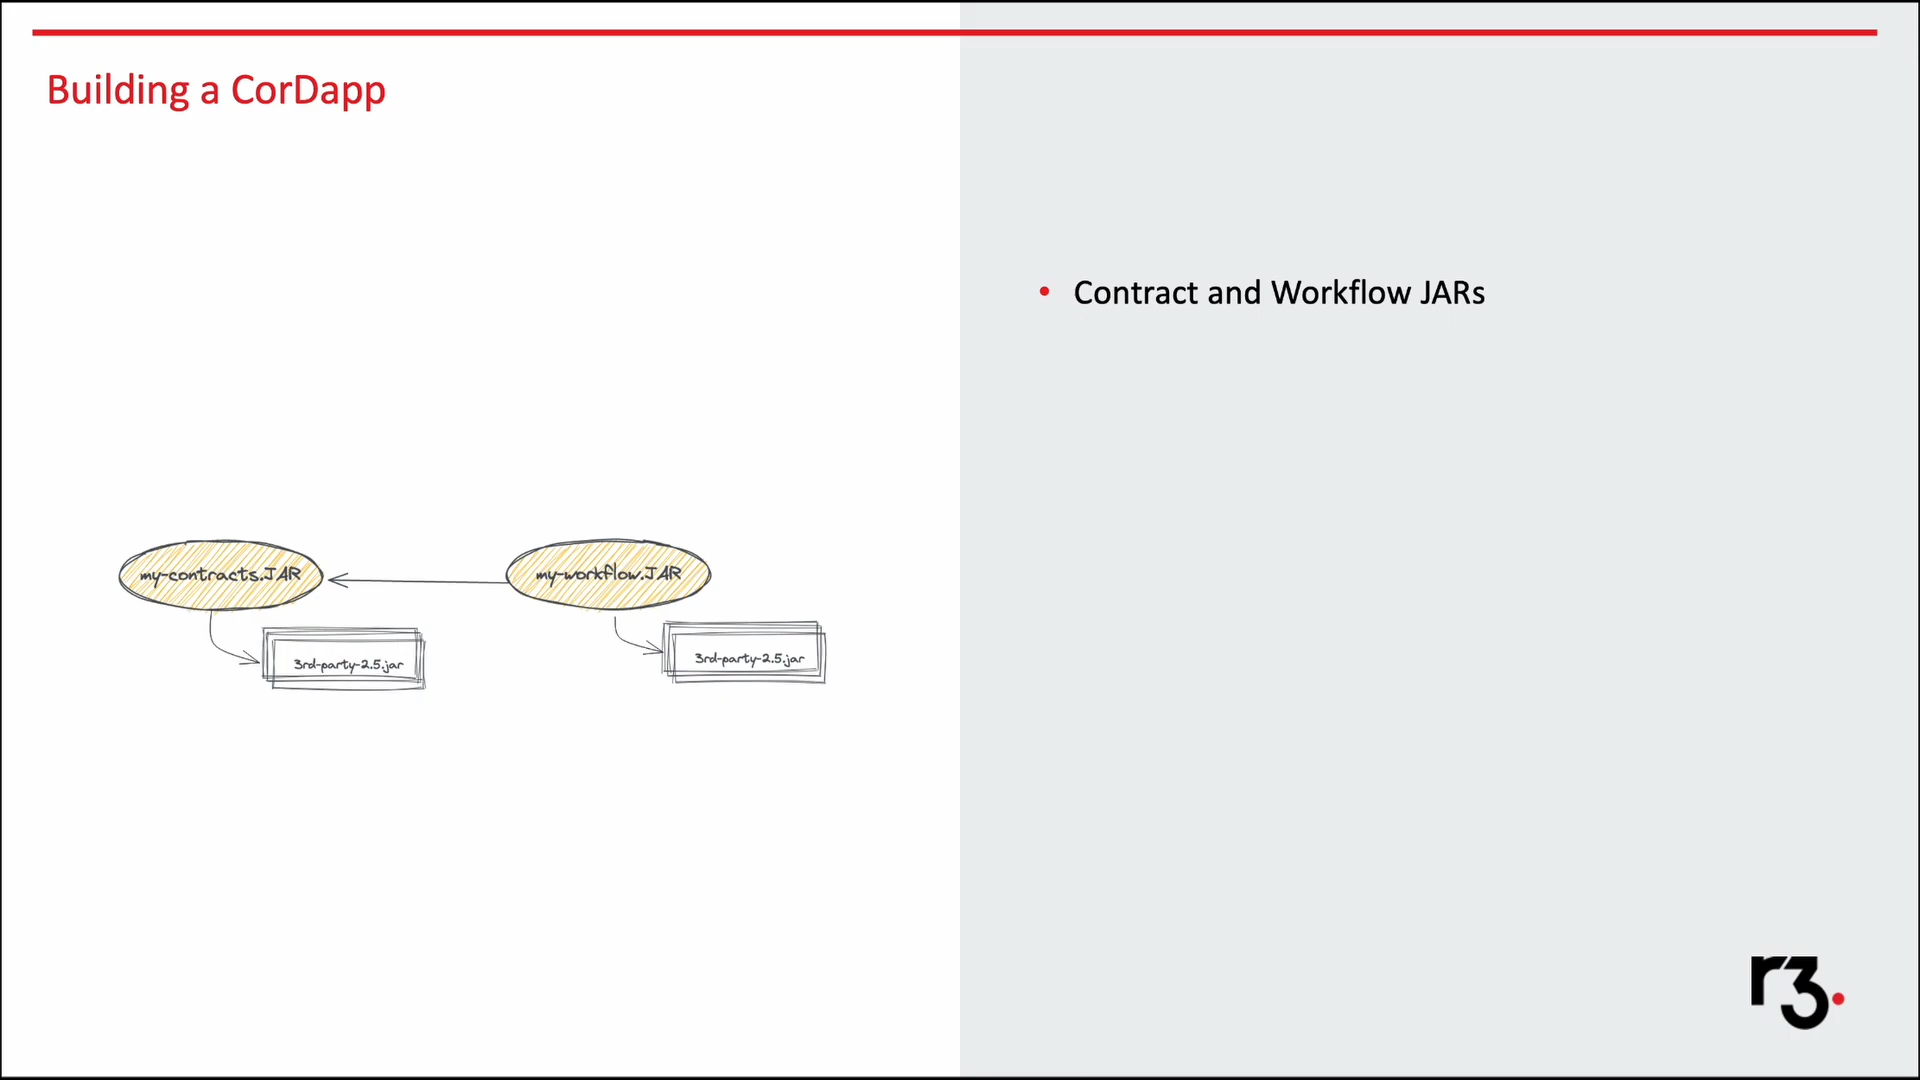 Building a CorDapp
my-contracts.JAR
my-workflow.JAR
3rd-party-2.5.jar
3rd-party-2.5.jar
• Contract and Workflow JARs
r3.